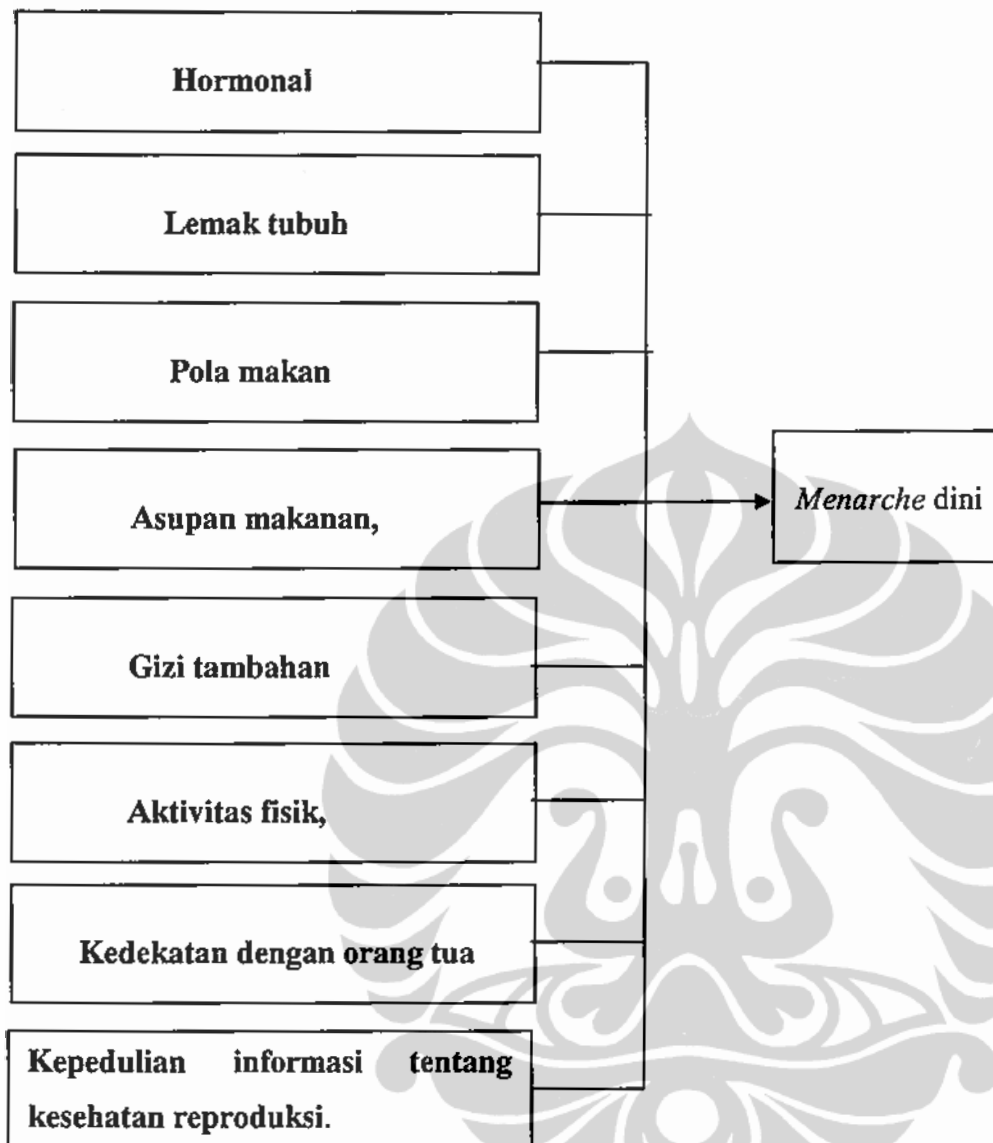 Hormonal
Lemak tubuh
Pola makan
Asupan makanan,
Menarche dini
Gizi tambahan
Aktivitas fisik,
Kedekatan dengan orang tua
Kepedulian informasi tentang
kesehatan reproduksi.